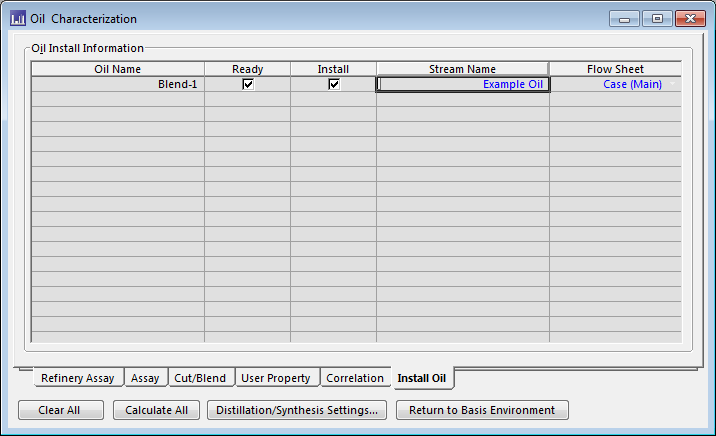 Oil Characterization
Oil Install Information
Oil Name Ready Install Stream Name Flow Sheet
Blend-1 Example Oil Case (Main)
Refinery Assay Assay Cut/Blend User Property Correlation Install Oil
Clear All Calculate All Distillation/Synthesis Settings... Return to Basis Environment